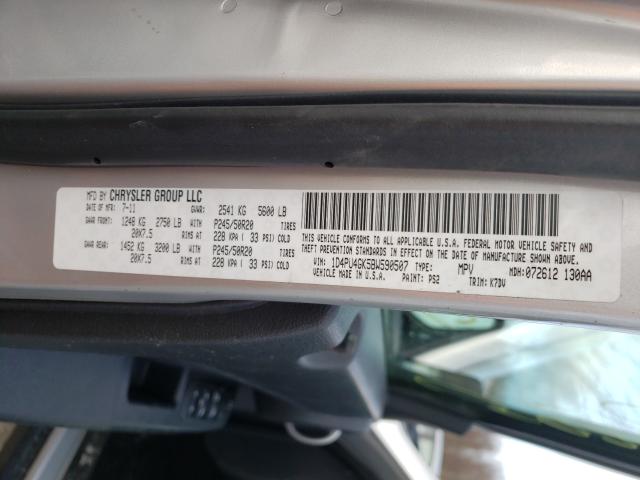 MFD BY CHRYSLER GROUP LLC
DATE OF MFR 7-11 GVWR: 2541 KG 5600 LB
GAWR FRONT: 1248 KG 2750 LB WITH P245/50R20 TIRES
20X7.5 RIMS AT 228 KPA ( 33 PSI) COLD
GAWR REAR: 1452 KG 3200 LB WITH P245/50R20 TIRES
20X7.5 RIMS AT 228 KPA ( 33 PSI) COLD
THIS VEHICLE CONFORMS TO ALL APPLICABLE U.S.A. FEDERAL MOTOR VEHICLE SAFETY AND
THEFT PREVENTION STANDARDS IN EFFECT ON THE DATE OF MANUFACTURE SHOWN ABOVE.
VIN: 1D4PU4GK5BW590507 TYPE: MPV MDH: 072612 130AA
PAINT: PS2 TRIM: K7DV